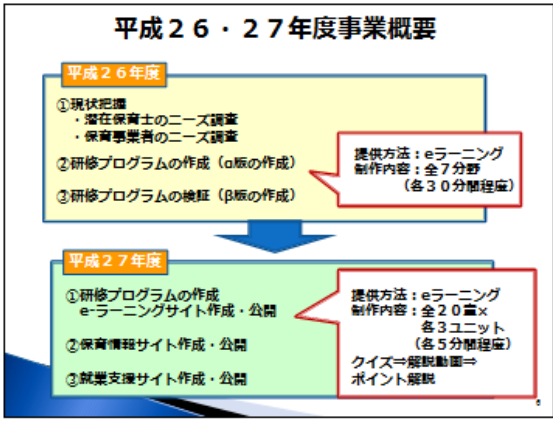 平成２６・２７年度事業概要
平成２６年度
①現状把握
・潜在保育士のニーズ調査
・保育事業者のニーズ調査
②研修プログラムの作成（α版の作成）
③研修プログラムの検証（β版の作成）
提供方法：eラーニング
制作内容：全７分野
（各３０分間程度）
平成２７年度
①研修プログラムの作成
e-ラーニングサイト作成・公開
②保育情報サイト作成・公開
③就業支援サイト作成・公開
提供方法：eラーニング
制作内容：全２０章×
各３ユニット
（各５分間程度）
クイズ⇒解説動画⇒
ポイント解説